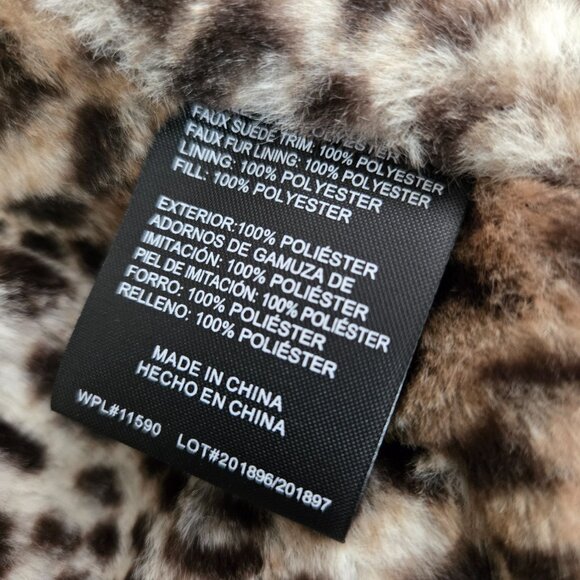 FAUX SUEDE TRIM: 100% POLYESTER
FAUX FUR LINING: 100% POLYESTER
LINING: 100% POLYESTER
FILL: 100% POLYESTER
EXTERIOR:100% POLIÉSTER
ADORNOS DE GAMUZA DE
IMITACIÓN: 100% POLIÉSTER
PIEL DE IMITACIÓN: 100% POLIÉSTER
FORRO: 100% POLIÉSTER
RELLENO: 100% POLIÉSTER
MADE IN CHINA
HECHO EN CHINA
WPL#11590 LOT#201896/201897